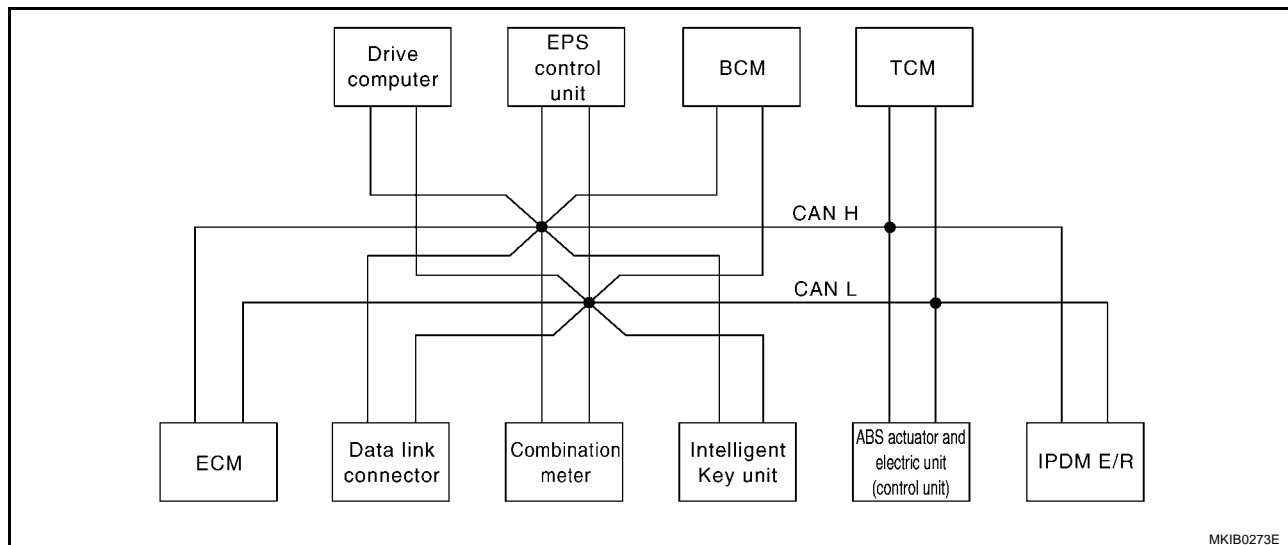 Drive
computer
EPS
control
unit
BCM
TCM
CAN H
CAN L
ECM
Data link
connector
Combination
meter
Intelligent
Key unit
ABS actuator and
electric unit
(control unit)
IPDM E/R
MKIB0273E